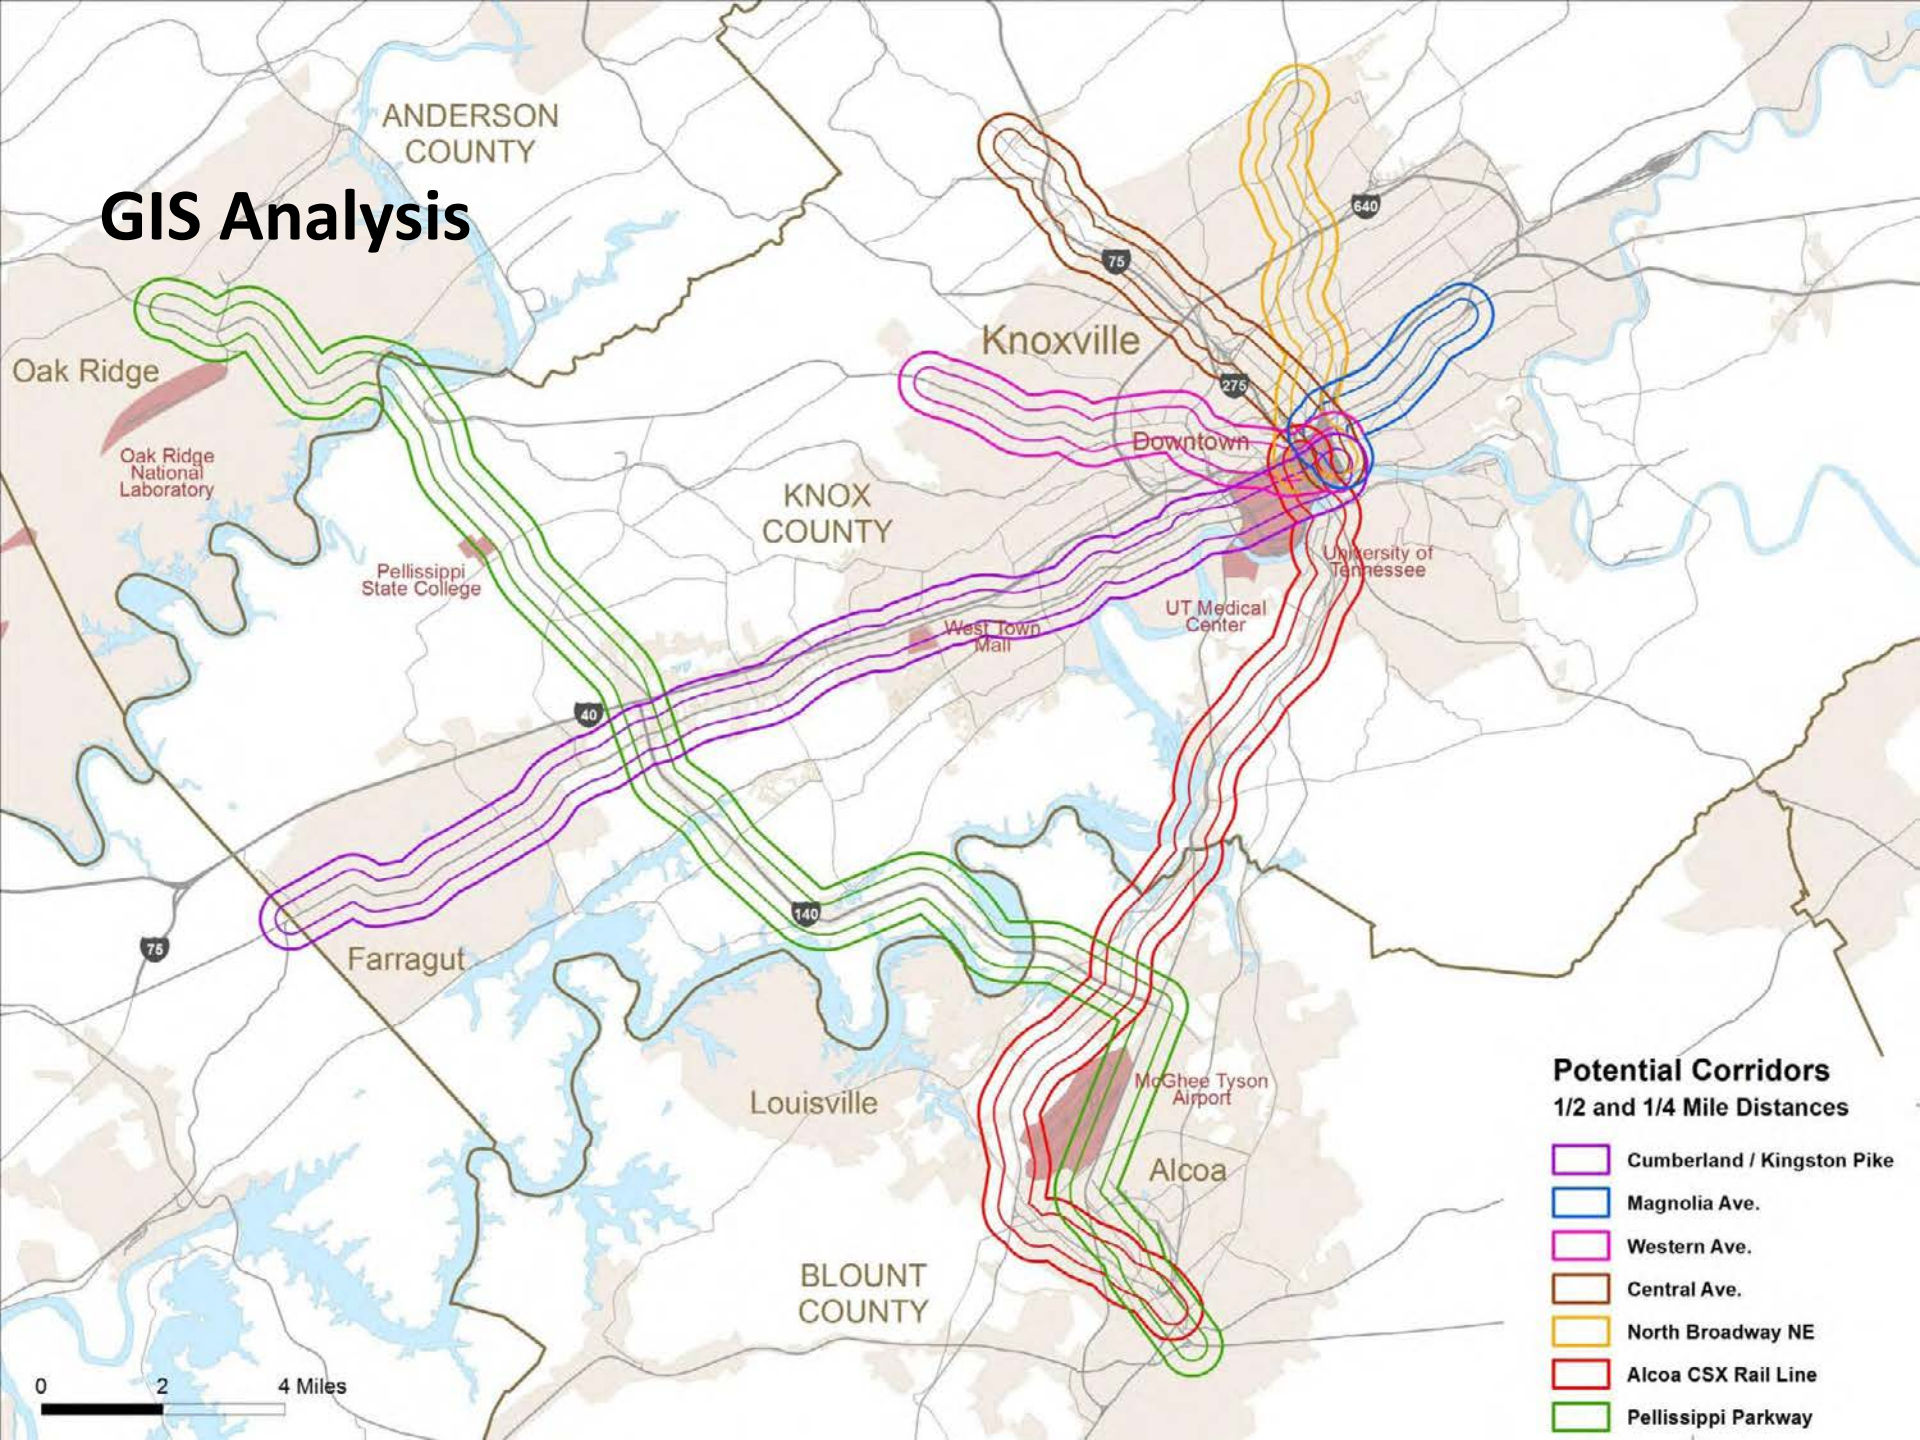 ANDERSON
COUNTY
GIS Analysis
640
75
Oak Ridge
Knoxville
275
Downtown
Oak Ridge
National
Laboratory
KNOX
COUNTY
Pellissippi
State College
University of
Tennessee
UT Medical
Center
West Town
Mall
40
140
75
Farragut
Louisville
McGhee Tyson
Airport
Alcoa
BLOUNT
COUNTY
0 2 4 Miles
Potential Corridors
1/2 and 1/4 Mile Distances
Cumberland / Kingston Pike
Magnolia Ave.
Western Ave.
Central Ave.
North Broadway NE
Alcoa CSX Rail Line
Pellissippi Parkway